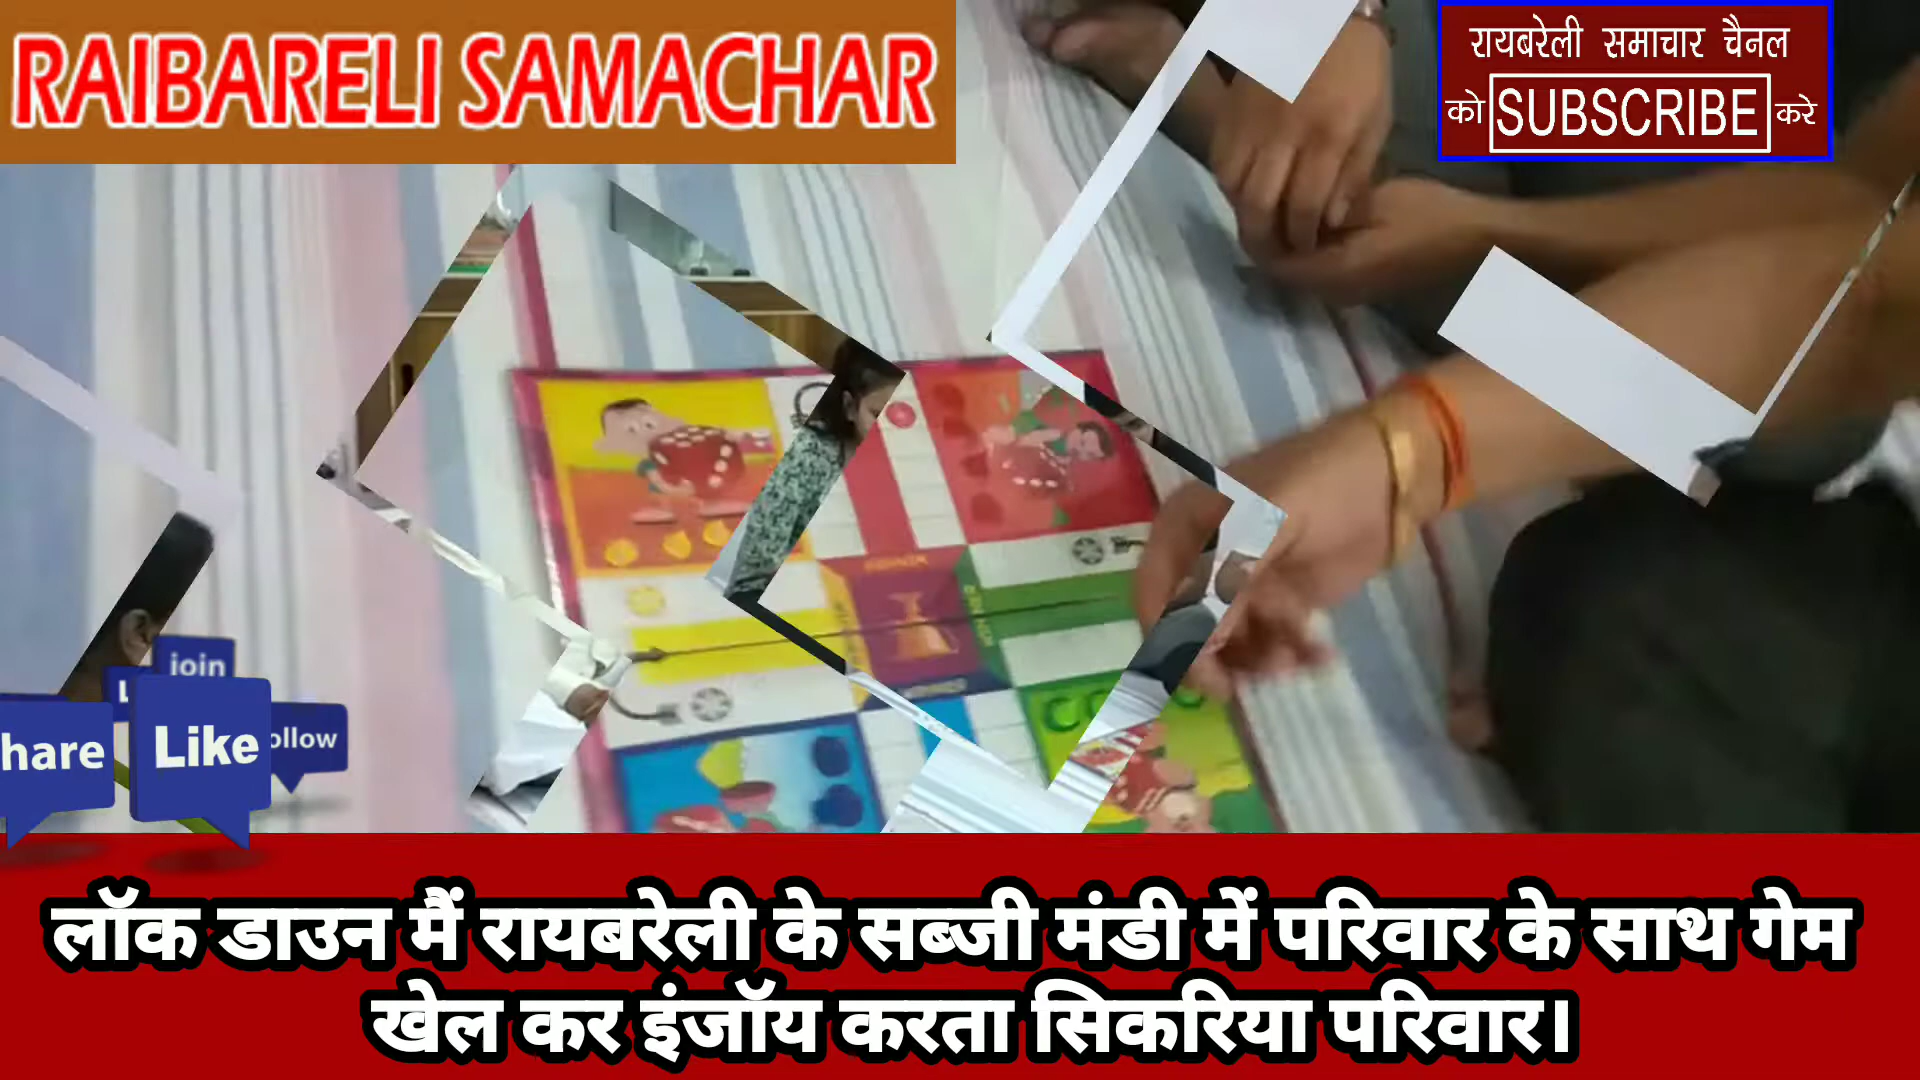 RAIBARELI SAMACHAR
रायबरेली समाचार चैनल
को SUBSCRIBE करे
join
hare
Like
ollow
लॉक डाउन मैं रायबरेली के सब्जी मंडी में परिवार के साथ गेम
खेल कर इंजॉय करता सिकरिया परिवार।